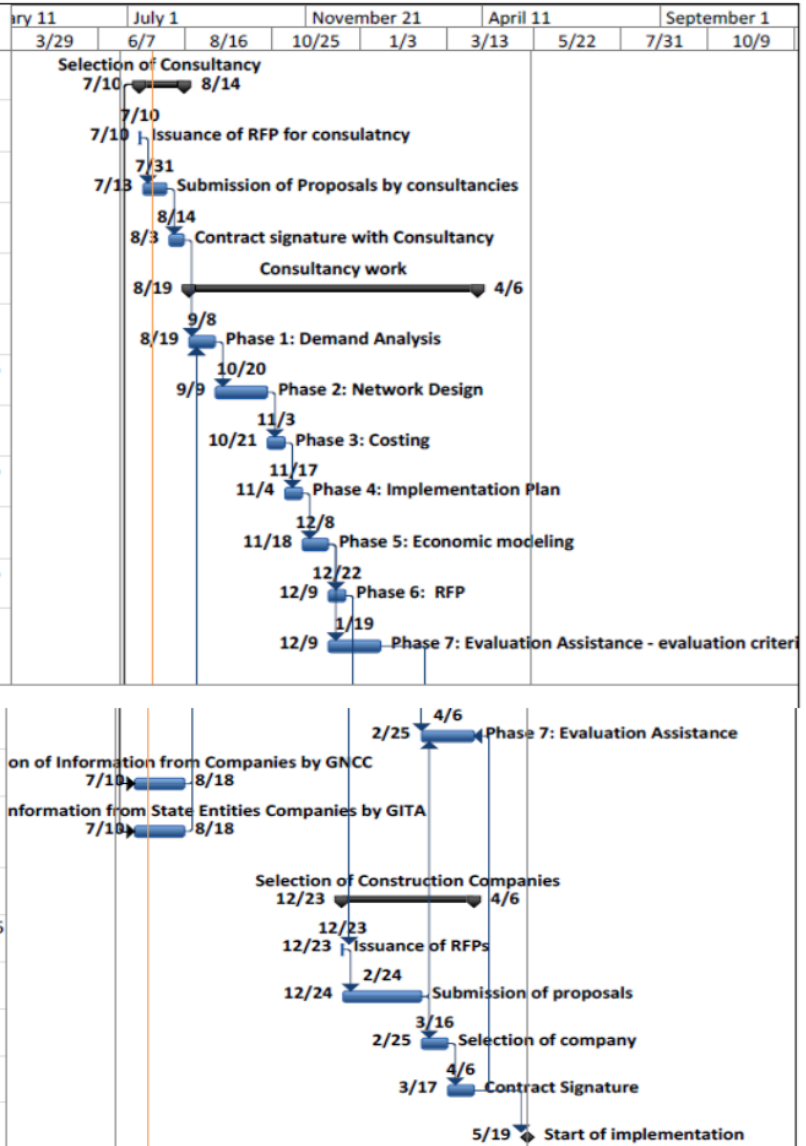 ary 11 July 1 November 21 April 11 September 1
3/29 6/7 8/16 10/25 1/3 3/13 5/22 7/31 10/9
Selection of Consultancy
7/10 8/14
7/10
7/10 Issuance of RFP for consulatncy
7/31
7/13 Submission of Proposals by consultancies
8/14
8/3 Contract signature with Consultancy
Consultancy work
8/19 4/6
9/8
8/19 Phase 1: Demand Analysis
10/20
9/9 Phase 2: Network Design
11/3
10/21 Phase 3: Costing
11/17
11/4 Phase 4: Implementation Plan
12/8
11/18 Phase 5: Economic modeling
12/22
12/9 Phase 6: RFP
1/19
12/9 Phase 7: Evaluation Assistance - evaluation criteri
4/6
2/25 Phase 7: Evaluation Assistance
on of Information from Companies by GNCC
7/10 8/18
nformation from State Entities Companies by GITA
7/10 8/18
Selection of Construction Companies
12/23 4/6
12/23
12/23 Issuance of RFPs
2/24
12/24 Submission of proposals
3/16
2/25 Selection of company
4/6
3/17 Contract Signature
5/19 Start of implementation